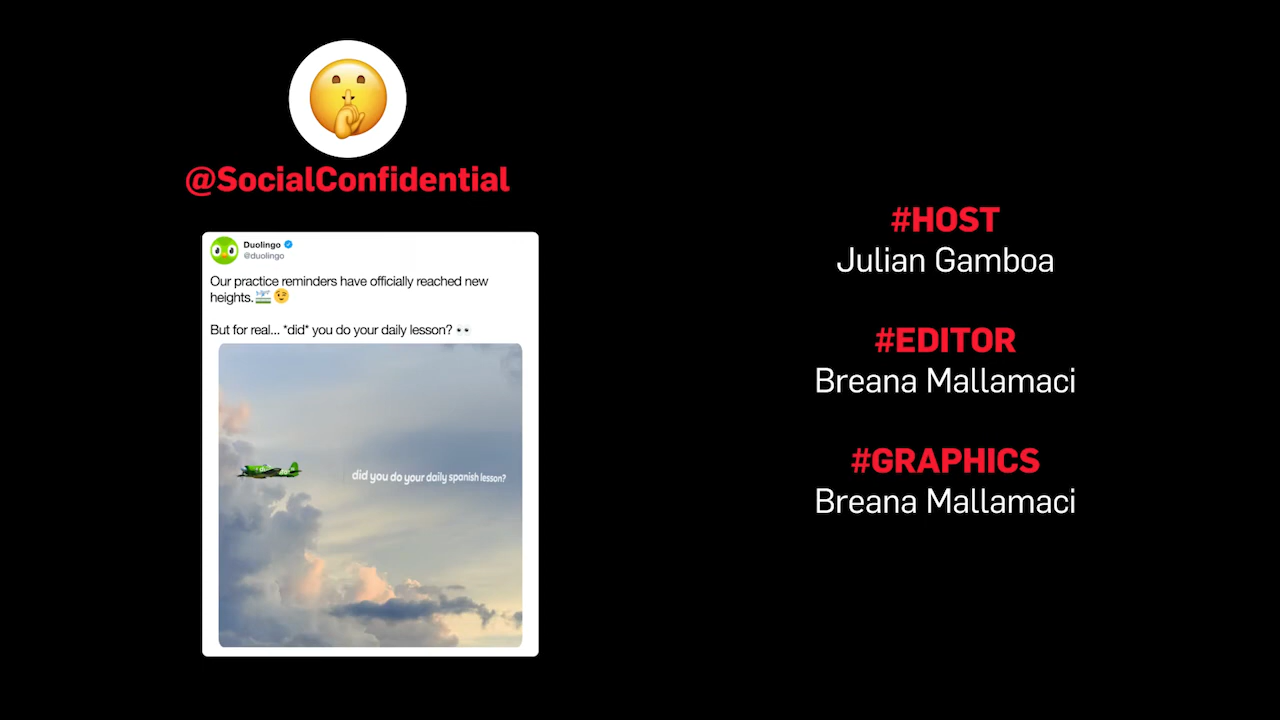 @SocialConfidential
Duolingo
@duolingo
Our practice reminders have officially reached new
heights.
But for real... *did* you do your daily lesson? 👀
did you do your daily spanish lesson?
#HOST
Julian Gamboa
#EDITOR
Breana Mallamaci
#GRAPHICS
Breana Mallamaci